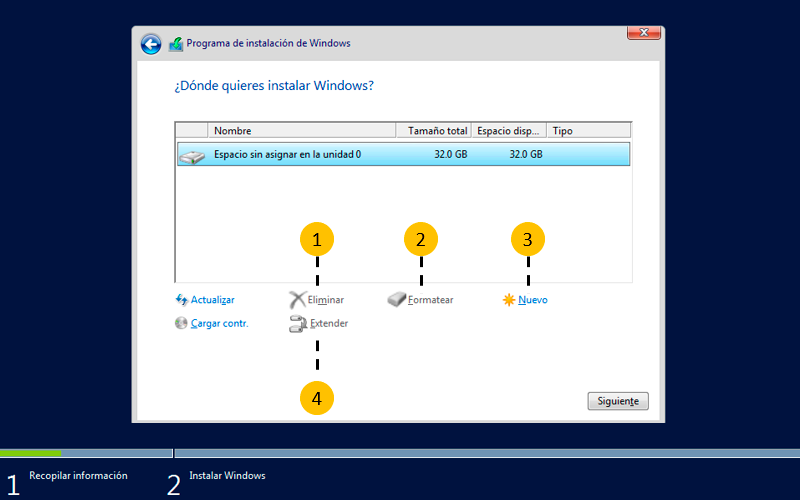 Programa de instalación de Windows
¿Dónde quieres instalar Windows?
Nombre Tamaño total Espacio disp... Tipo
Espacio sin asignar en la unidad 0 32.0 GB 32.0 GB
1 2 3
Actualizar Eliminar Formatear Nuevo
Cargar contr. Extender
4
Siguiente
1 Recopilar información 2 Instalar Windows